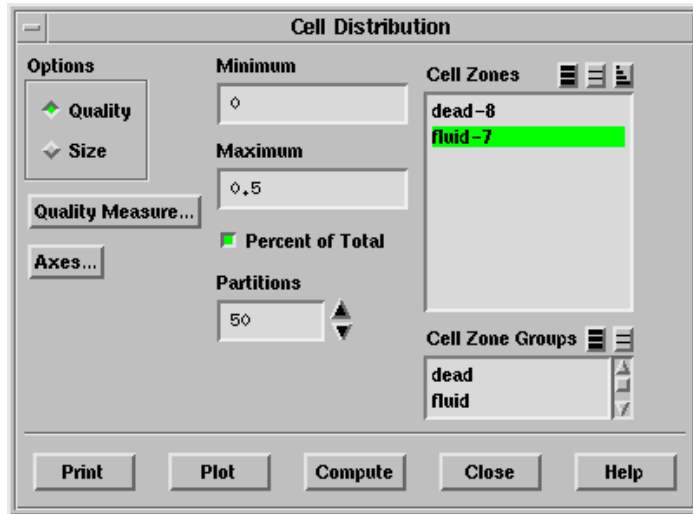 Cell Distribution
Options
Quality
Size
Quality Measure...
Axes...
Minimum
0
Maximum
0.5
Percent of Total
Partitions
50
Cell Zones
dead-8
fluid-7
Cell Zone Groups
dead
fluid
Print Plot Compute Close Help